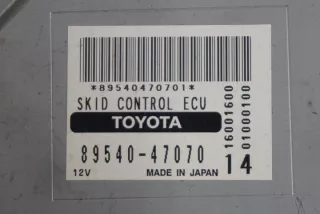 *89540470701*
SKID CONTROL ECU
TOYOTA
89540-47070
14
12V MADE IN JAPAN
16001600
01000100